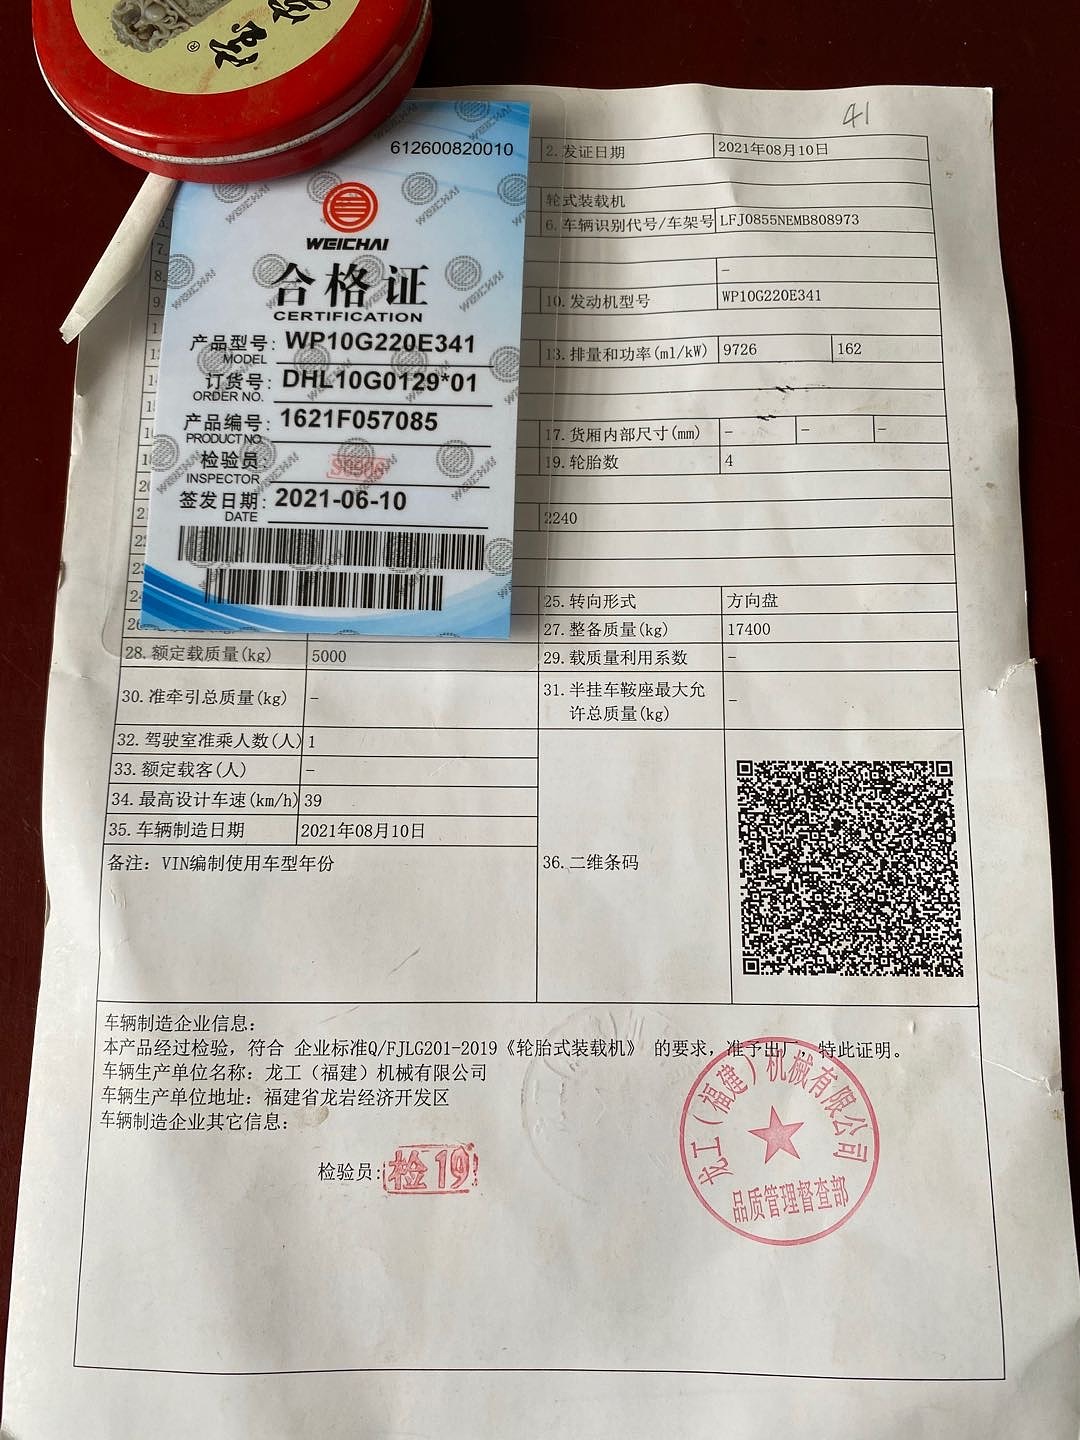 41
612600820010
WEICHAI
合格证
CERTIFICATION
产品型号: WP10G220E341
MODEL
订货号: DHL10G0129*01
ORDER NO.
产品编号: 1621F057085
PRODUCT NO.
检验员:
INSPECTOR
签发日期: 2021-06-10
DATE
2.发证日期 2021年08月10日
轮式装载机
6.车辆识别代号/车架号 LFJ0855NEMB808973
-
10.发动机型号 WP10G220E341
13.排量和功率(ml/kW) 9726 162
17.货厢内部尺寸(mm) - - -
19.轮胎数 4
2240
25.转向形式 方向盘
27.整备质量(kg) 17400
28.额定载质量(kg) 5000 29.载质量利用系数 -
30.准牵引总质量(kg) - 31.半挂车鞍座最大允
许总质量(kg) -
32.驾驶室准乘人数(人) 1
33.额定载客(人) -
34.最高设计车速(km/h) 39
35.车辆制造日期 2021年08月10日
备注: VIN编制使用车型年份 36.二维条码
车辆制造企业信息:
本产品经过检验，符合 企业标准Q/FJLG201-2019《轮胎式装载机》 的要求，准予出厂，特此证明。
车辆生产单位名称: 龙工（福建）机械有限公司
车辆生产单位地址: 福建省龙岩经济开发区
车辆制造企业其它信息:
检验员: 检19
龙工（福建）机械有限公司
品质管理督查部